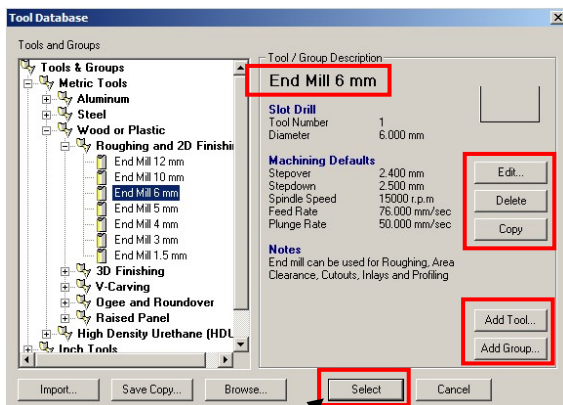 Tool Database
Tools and Groups
Tools & Groups
Metric Tools
Aluminum
Steel
Wood or Plastic
Roughing and 2D Finishi
End Mill 12 mm
End Mill 10 mm
End Mill 6 mm
End Mill 5 mm
End Mill 4 mm
End Mill 3 mm
End Mill 1.5 mm
3D Finishing
V-Carving
Ogee and Roundover
Raised Panel
High Density Urethane (HDU
Inch Tools
Tool / Group Description
End Mill 6 mm
Slot Drill
Tool Number 1
Diameter 6.000 mm
Machining Defaults
Stepover 2.400 mm
Stepdown 2.500 mm
Spindle Speed 15000 r.p.m
Feed Rate 76.000 mm/sec
Plunge Rate 50.000 mm/sec
Notes
End mill can be used for Roughing, Area
Clearance, Cutouts, Inlays and Profiling
Edit...
Delete
Copy
Add Tool...
Add Group...
Import... Save Copy... Browse... Select Cancel